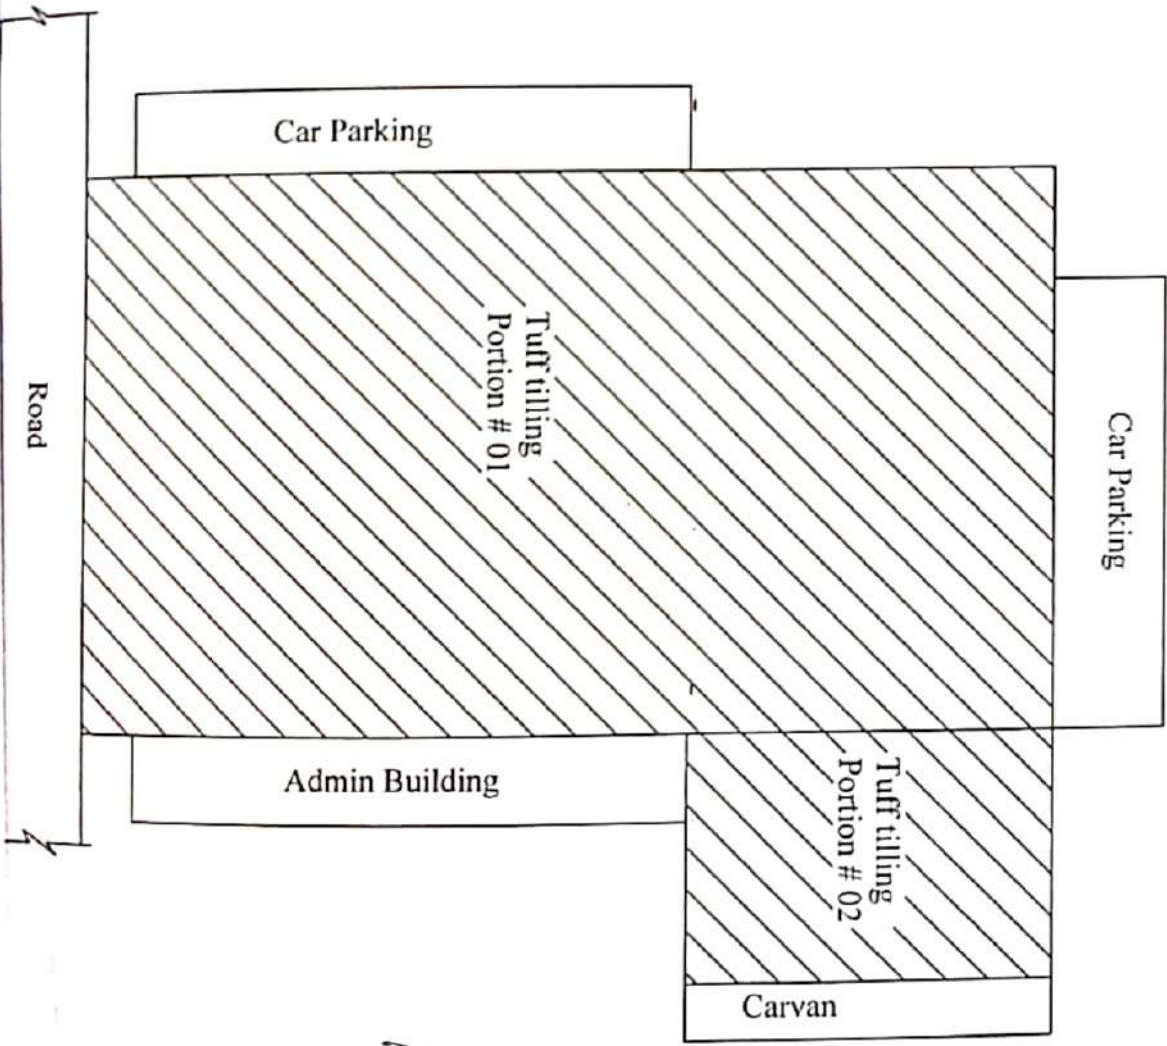 Car Parking
Car Parking
Tuff tilling
Portion # 01
Road
Admin Building
Tuff tilling
Portion # 02
Carvan